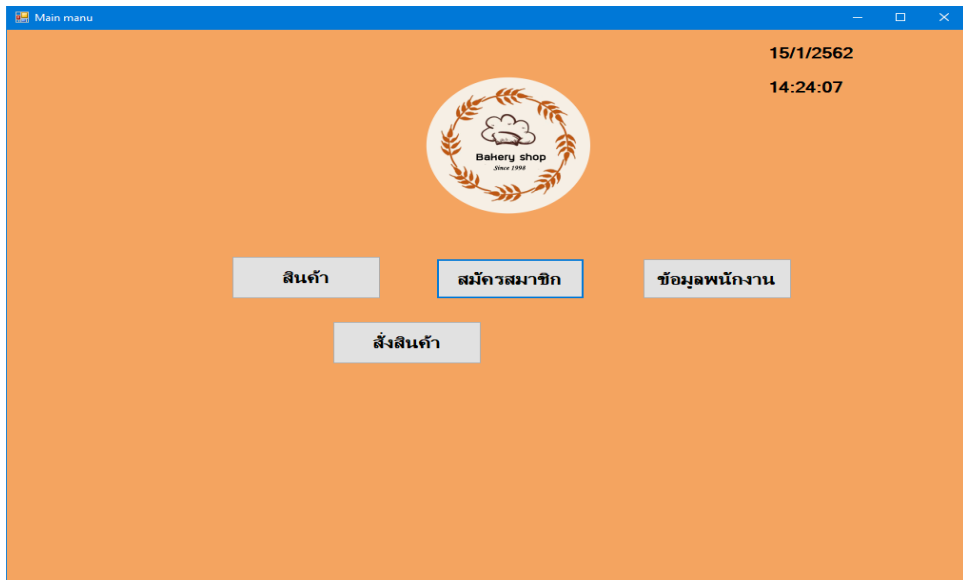 Main manu
15/1/2562
14:24:07
Bakery shop
Since 1998
สินค้า
สมัครสมาชิก
ข้อมูลพนักงาน
สั่งสินค้า